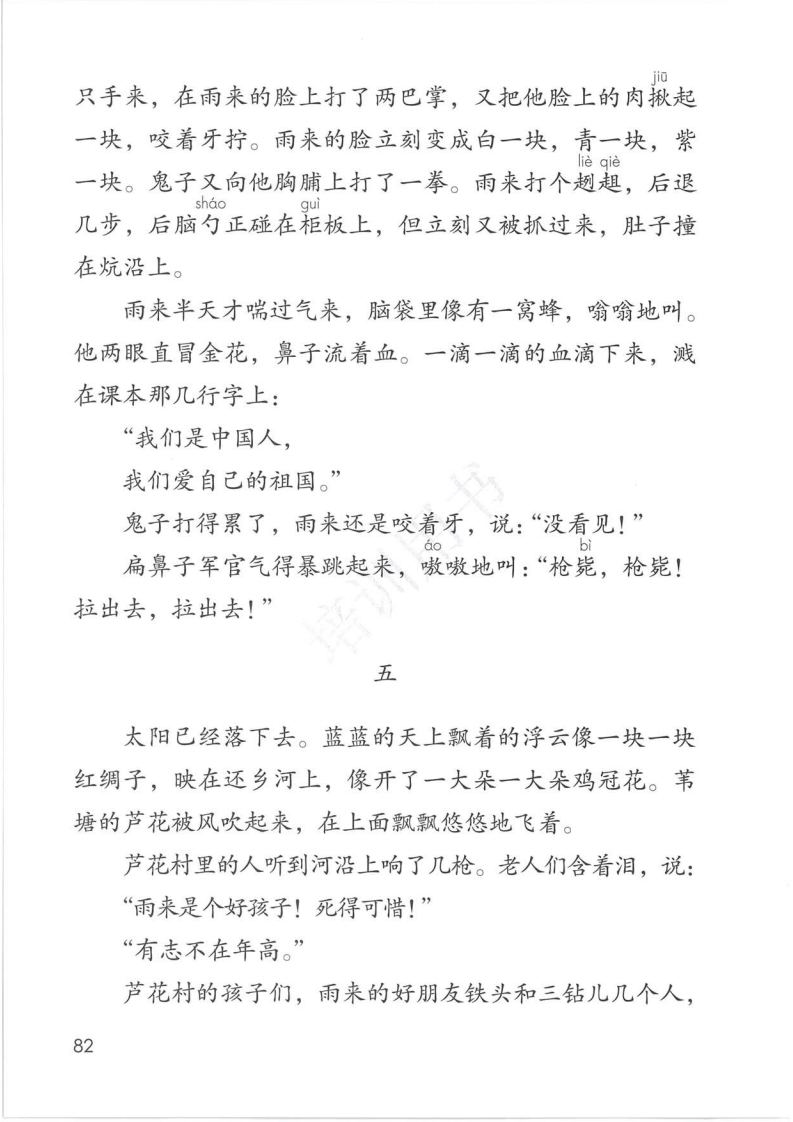 jiū
只手来，在雨来的脸上打了两巴掌，又把他脸上的肉揪起
一块，咬着牙拧。雨来的脸立刻变成白一块，青一块，紫
liè qiè
一块。鬼子又向他胸脯上打了一拳。雨来打个趔趄，后退
sháo guì
几步，后脑勺正碰在柜板上，但立刻又被抓过来，肚子撞
在炕沿上。
雨来半天才喘过气来，脑袋里像有一窝蜂，嗡嗡地叫。
他两眼直冒金花，鼻子流着血。一滴一滴的血滴下来，溅
在课本那几行字上：
“我们是中国人，
我们爱自己的祖国。”
鬼子打得累了，雨来还是咬着牙，说：“没看见！”
áo bì
扁鼻子军官气得暴跳起来，嗷嗷地叫：“枪毙，枪毙！
拉出去，拉出去！”
五
太阳已经落下去。蓝蓝的天上飘着的浮云像一块一块
红绸子，映在还乡河上，像开了一大朵一大朵鸡冠花。苇
塘的芦花被风吹起来，在上面飘飘悠悠地飞着。
芦花村里的人听到河沿上响了几枪。老人们含着泪，说：
“雨来是个好孩子！死得可惜！”
“有志不在年高。”
芦花村的孩子们，雨来的好朋友铁头和三钻儿几个人，
82